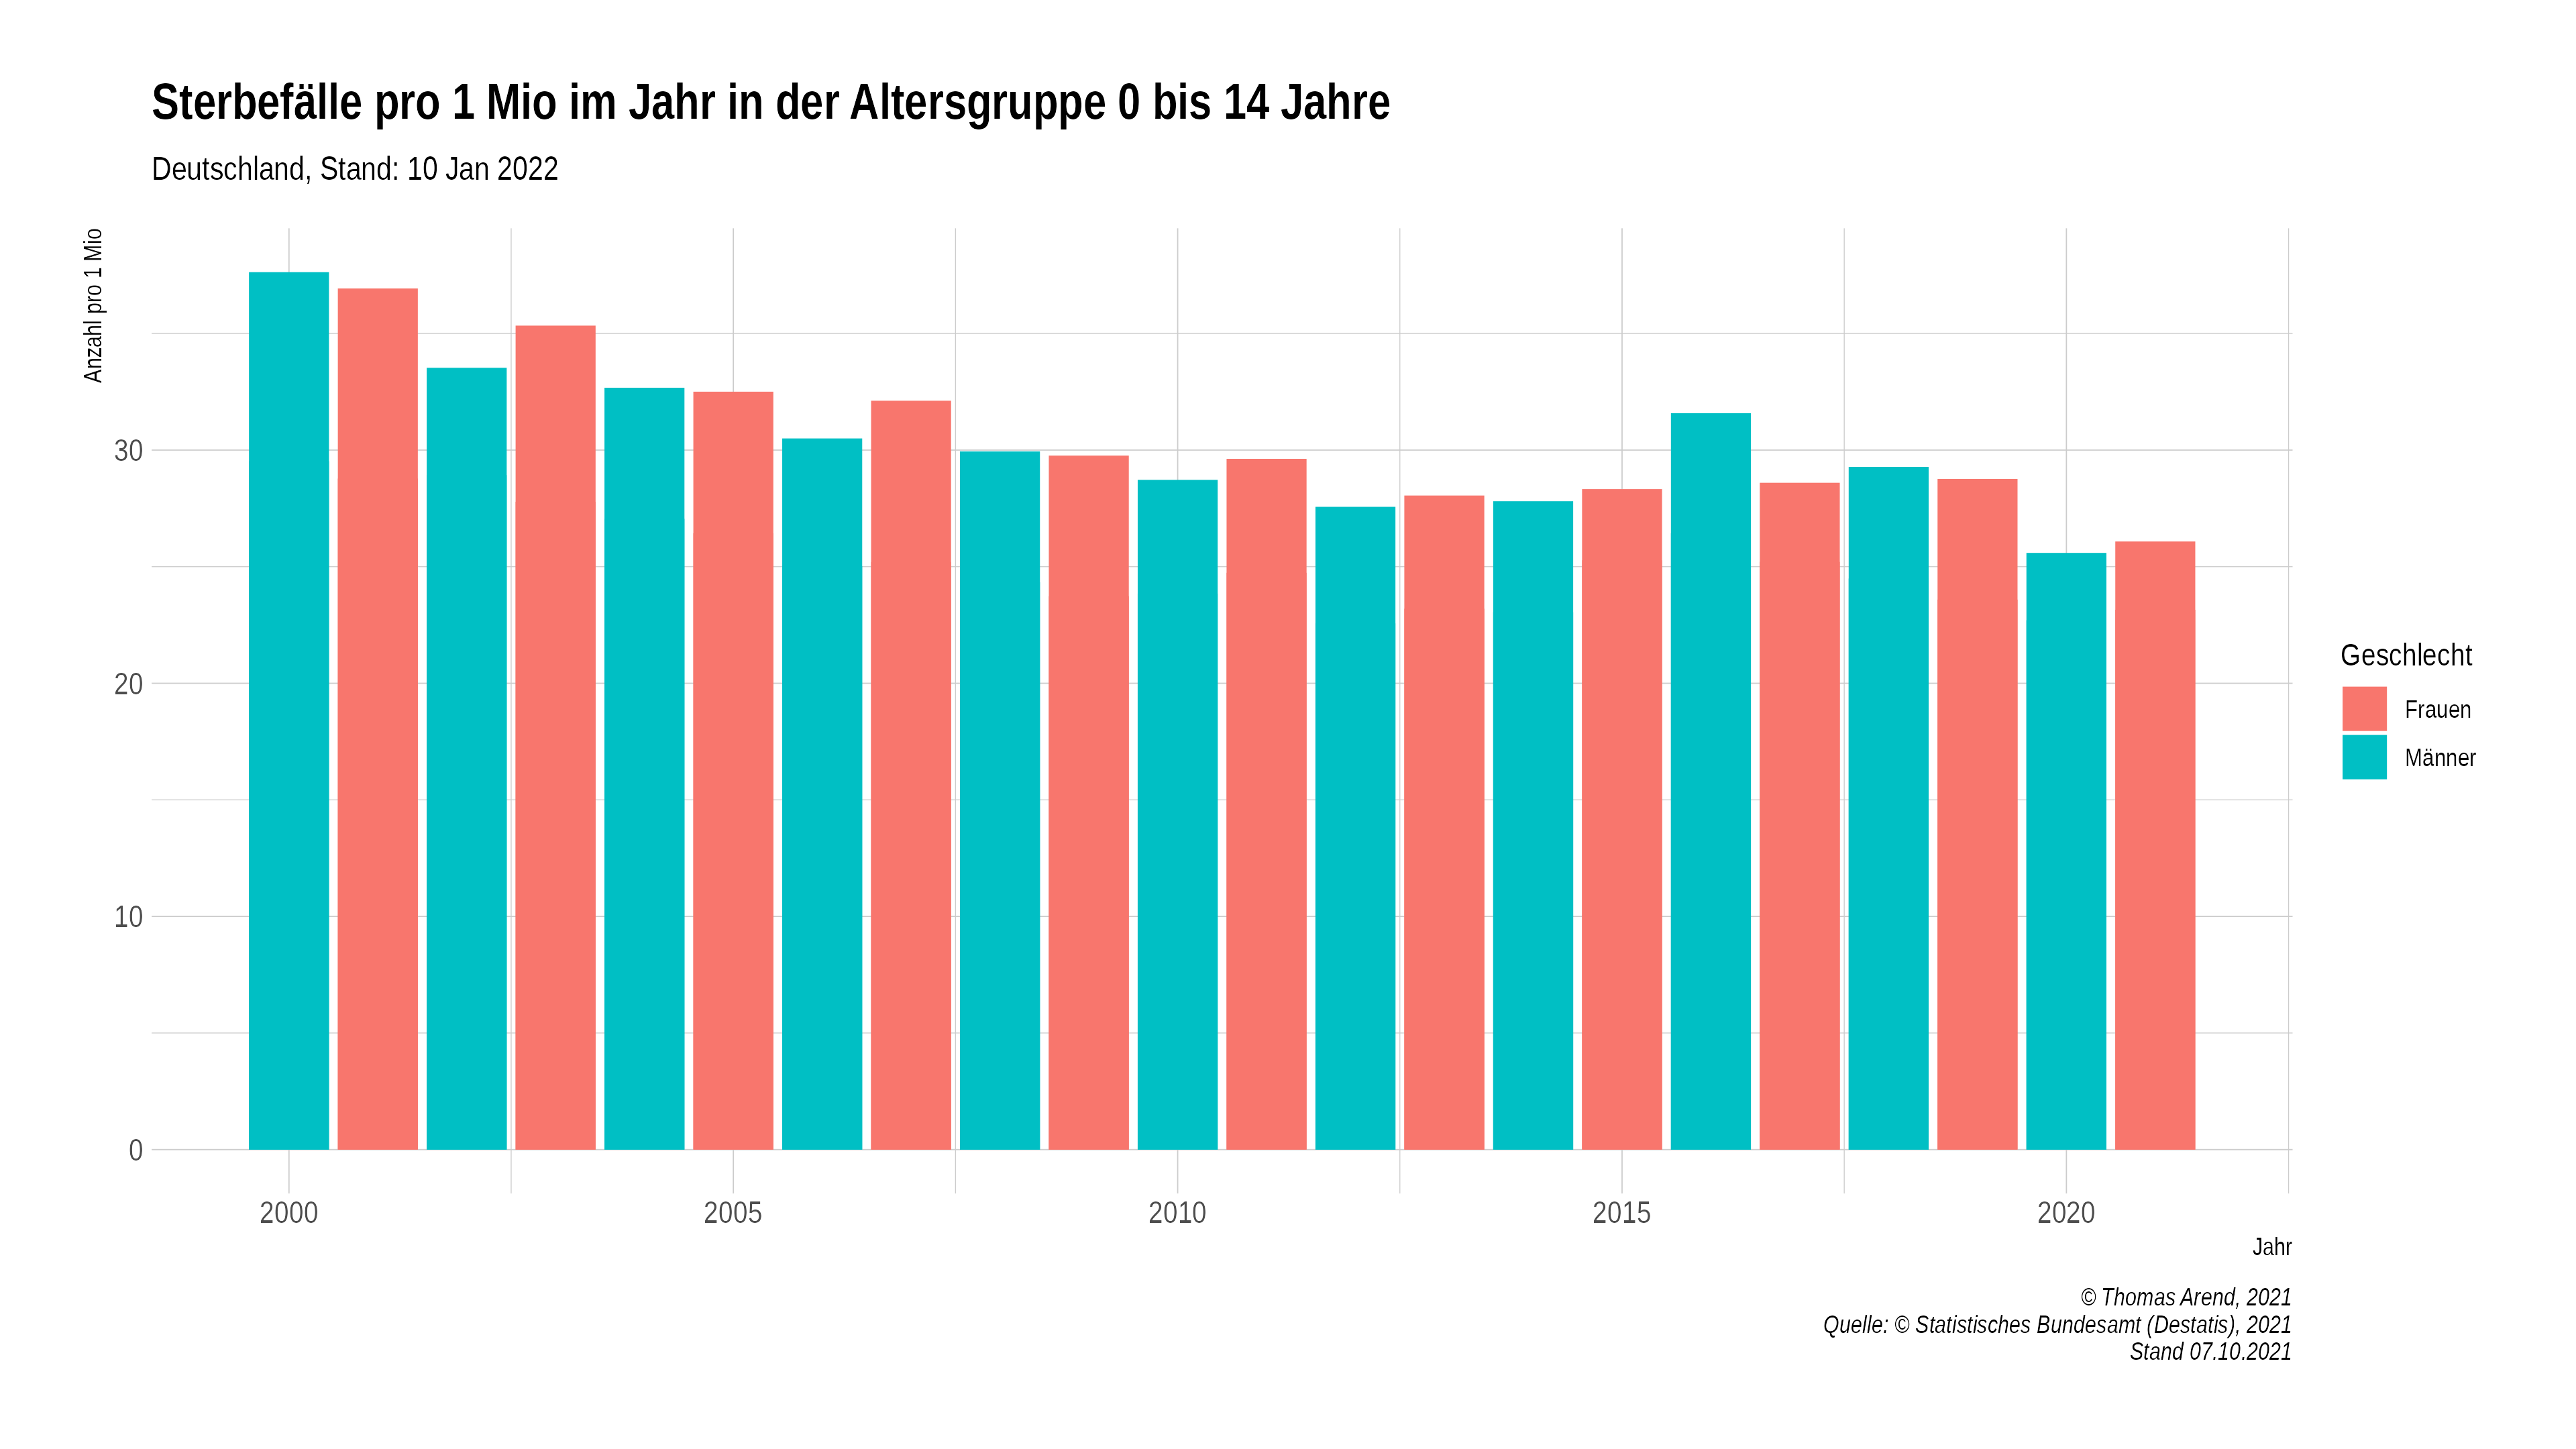 Sterbefälle pro 1 Mio im Jahr in der Altersgruppe 0 bis 14 Jahre
Deutschland, Stand: 10 Jan 2022
Anzahl pro 1 Mio
30
20
10
0
2000 2005 2010 2015 2020
Jahr
Geschlecht
Frauen
Männer
© Thomas Arend, 2021
Quelle: © Statistisches Bundesamt (Destatis), 2021
Stand 07.10.2021